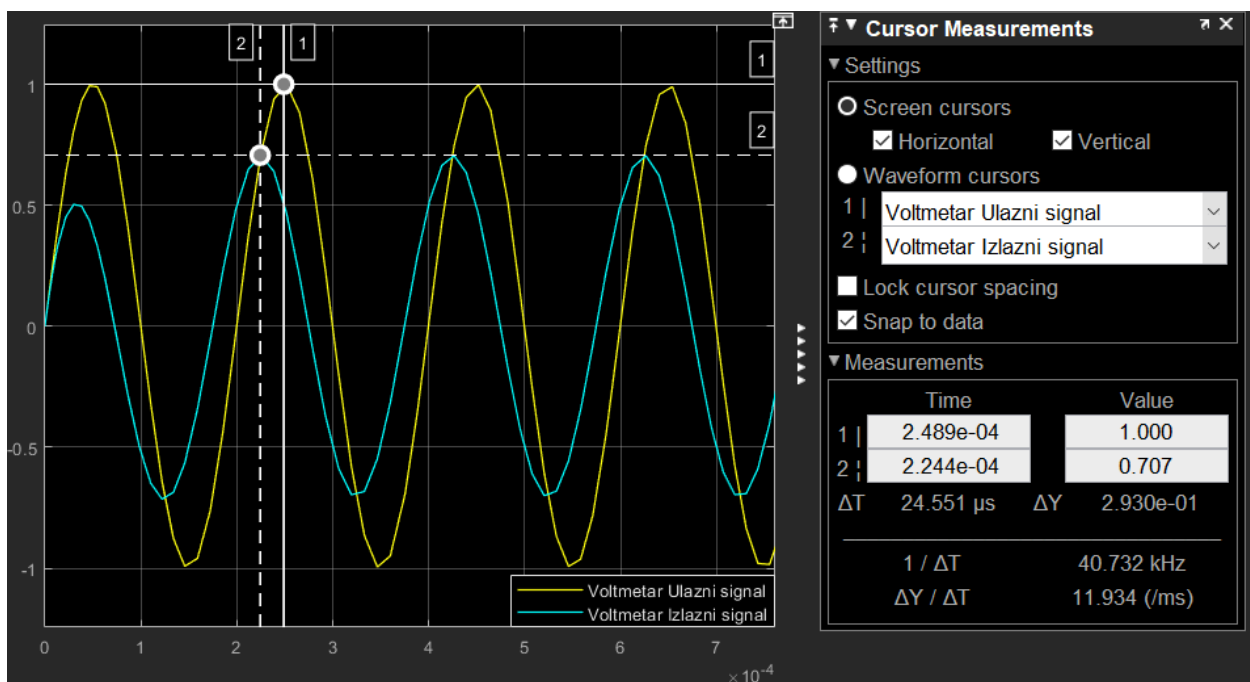 2
1
1
2
1
0.5
0
-0.5
-1
0
1
2
3
4
5
6
7
×10-4
Voltmetar Ulazni signal
Voltmetar Izlazni signal
Cursor Measurements
Settings
Screen cursors
Horizontal Vertical
Waveform cursors
1 | Voltmetar Ulazni signal
2 ¦ Voltmetar Izlazni signal
Lock cursor spacing
Snap to data
Measurements
Time Value
1 | 2.489e-04 1.000
2 ¦ 2.244e-04 0.707
ΔT 24.551 µs ΔY 2.930e-01
1 / ΔT 40.732 kHz
ΔY / ΔT 11.934 (/ms)